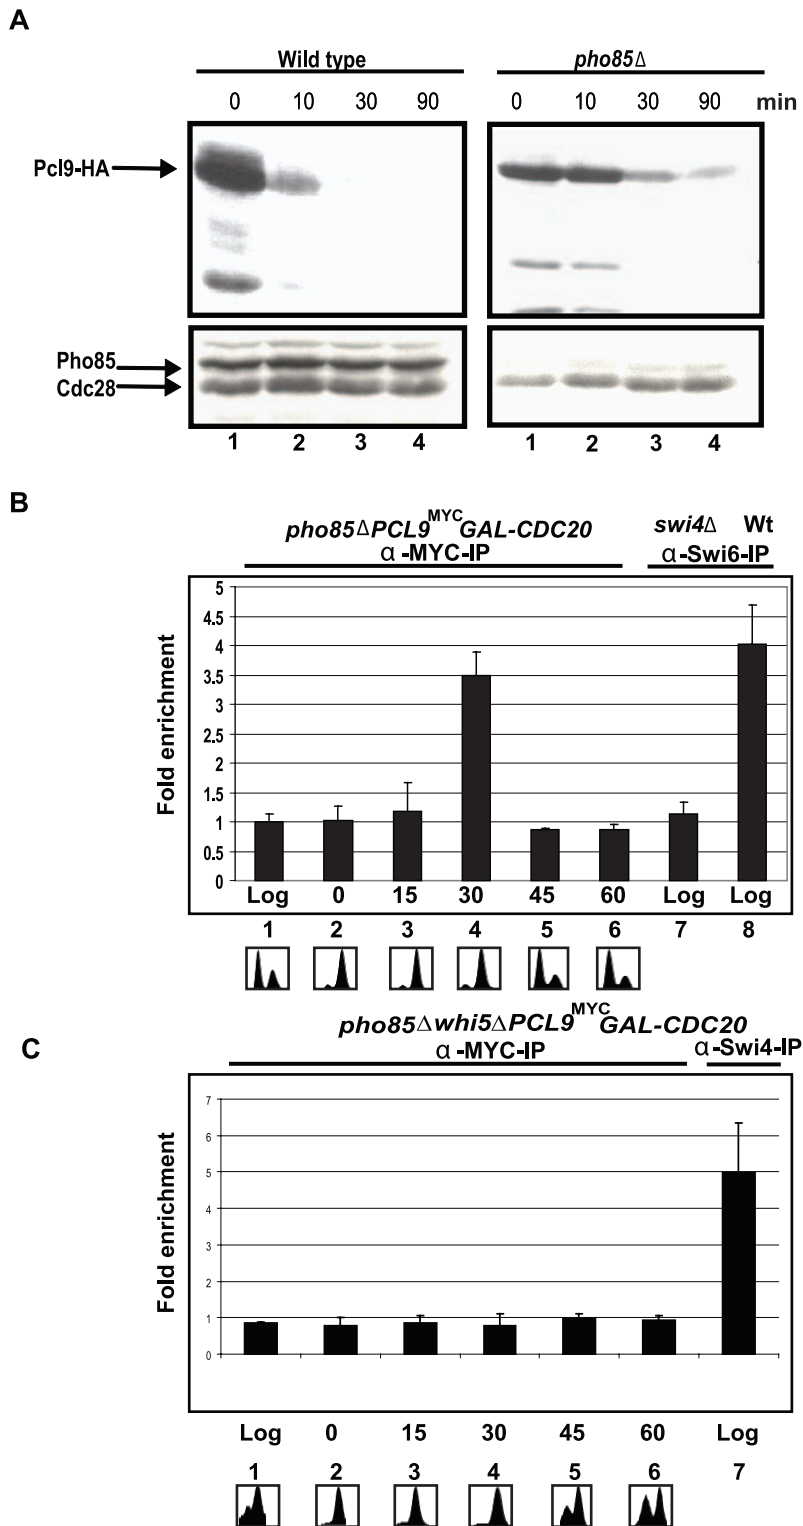 A
Wild type pho85Δ
0 10 30 90 0 10 30 90 min
Pcl9-HA
Pho85
Cdc28
1 2 3 4 1 2 3 4
B
pho85ΔPCL9MYC GAL-CDC20 swi4Δ Wt
α-MYC-IP α-Swi6-IP
Fold enrichment
5
4.5
4
3.5
3
2.5
2
1.5
1
0.5
0
Log 0 15 30 45 60 Log Log
1 2 3 4 5 6 7 8
C
pho85Δwhi5ΔPCL9MYC GAL-CDC20
α-MYC-IP α-Swi4-IP
Fold enrichment
7
6
5
4
3
2
1
0
Log 0 15 30 45 60 Log
1 2 3 4 5 6 7